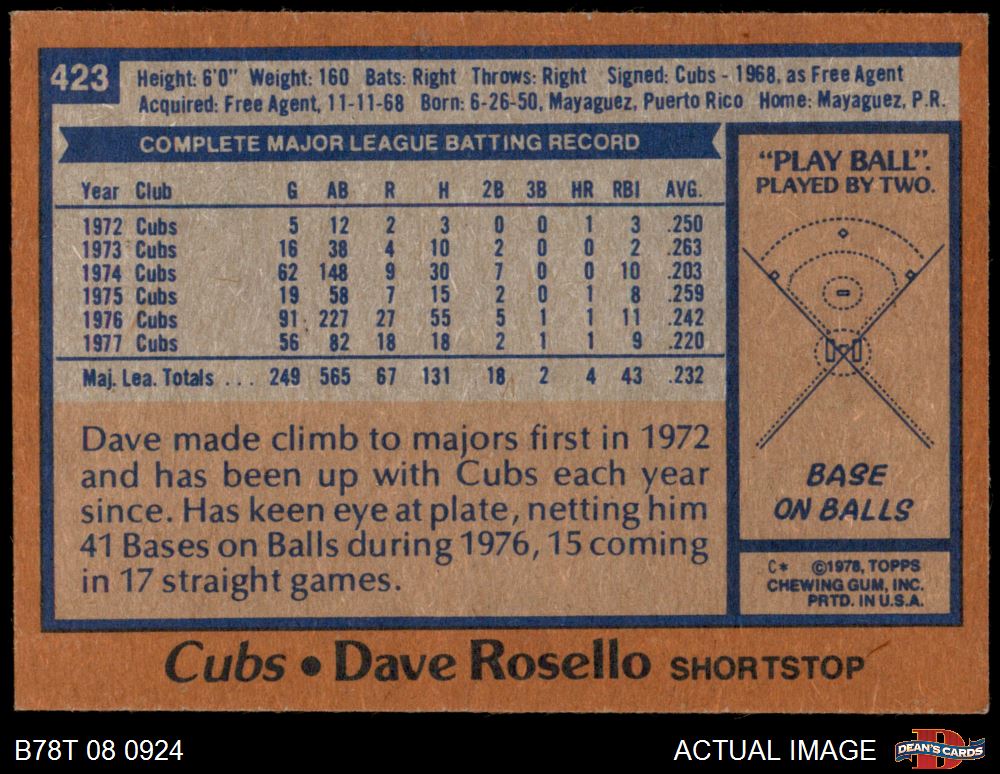 423
Height: 6'0" Weight: 160 Bats: Right Throws: Right Signed: Cubs - 1968, as Free Agent
Acquired: Free Agent, 11-11-68 Born: 6-26-50, Mayaguez, Puerto Rico Home: Mayaguez, P.R.
COMPLETE MAJOR LEAGUE BATTING RECORD
Year Club G AB R H 2B 3B HR RBI AVG.
1972 Cubs 5 12 2 3 0 0 1 3 .250
1973 Cubs 16 38 4 10 2 0 0 2 .263
1974 Cubs 62 148 9 30 7 0 0 10 .203
1975 Cubs 19 58 7 15 2 0 1 8 .259
1976 Cubs 91 227 27 55 5 1 1 11 .242
1977 Cubs 56 82 18 18 2 1 1 9 .220
Maj. Lea. Totals . . . 249 565 67 131 18 2 4 43 .232
Dave made climb to majors first in 1972
and has been up with Cubs each year
since. Has keen eye at plate, netting him
41 Bases on Balls during 1976, 15 coming
in 17 straight games.
"PLAY BALL".
PLAYED BY TWO.
BASE
ON BALLS
C* ©1978, TOPPS
CHEWING GUM, INC.
PRTD. IN U.S.A.
Cubs • Dave Rosello SHORTSTOP
B78T 08 0924
ACTUAL IMAGE
D
DEAN'S CARDS